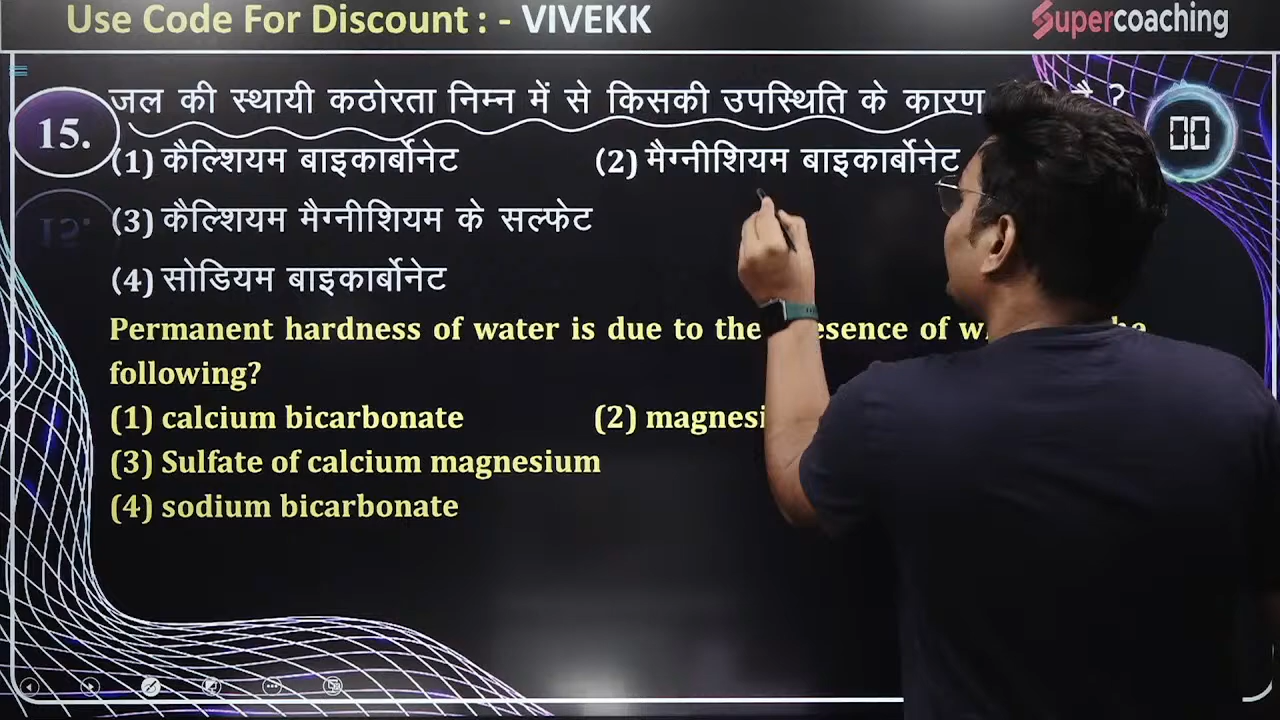 Use Code For Discount : - VIVEKK
Supercoaching
15.
जल की स्थायी कठोरता निम्न में से किसकी उपस्थिति के कारण ?
00
(1) कैल्शियम बाइकार्बोनेट (2) मैग्नीशियम बाइकार्बोनेट
(3) कैल्शियम मैग्नीशियम के सल्फेट
(4) सोडियम बाइकार्बोनेट
Permanent hardness of water is due to the of
following?
(1) calcium bicarbonate (2)
(3) Sulfate of calcium magnesium
(4) sodium bicarbonate